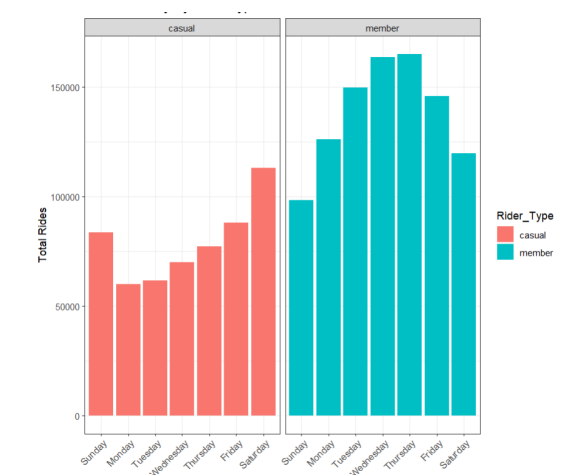 casual
member
Total Rides
150000
100000
50000
0
Sunday
Monday
Tuesday
Wednesday
Thursday
Friday
Saturday
Sunday
Monday
Tuesday
Wednesday
Thursday
Friday
Saturday
Rider_Type
casual
member